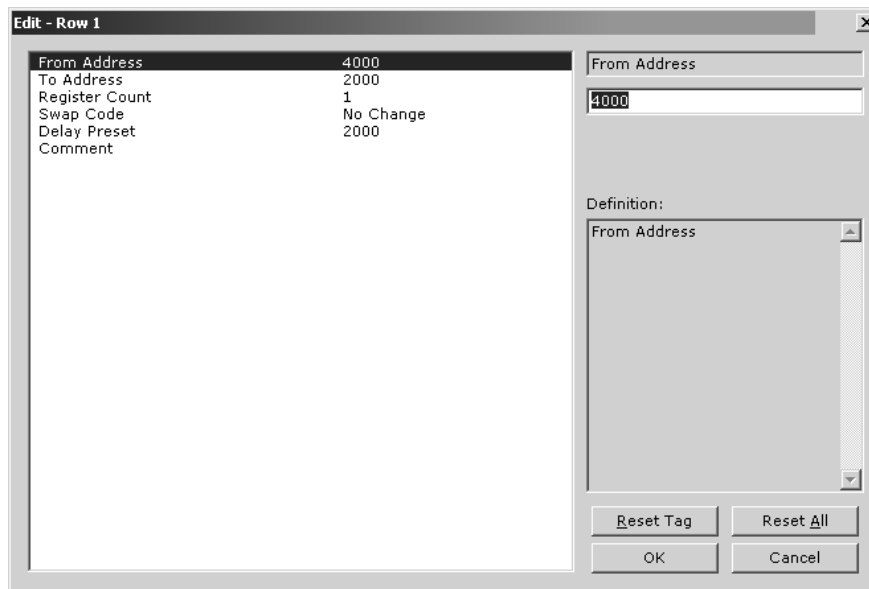 Edit - Row 1
From Address 4000
To Address 2000
Register Count 1
Swap Code No Change
Delay Preset 2000
Comment
From Address
4000
Definition:
From Address
Reset Tag
Reset All
OK
Cancel